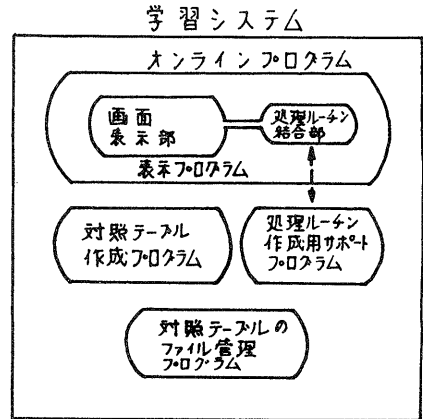 学習システム
オンラインプログラム
画面
表示部
処理ルーチン
結合部
表示プログラム
対照テーブル
作成プログラム
処理ルーチン
作成用サポート
プログラム
対照テーブルの
ファイル管理
プログラム